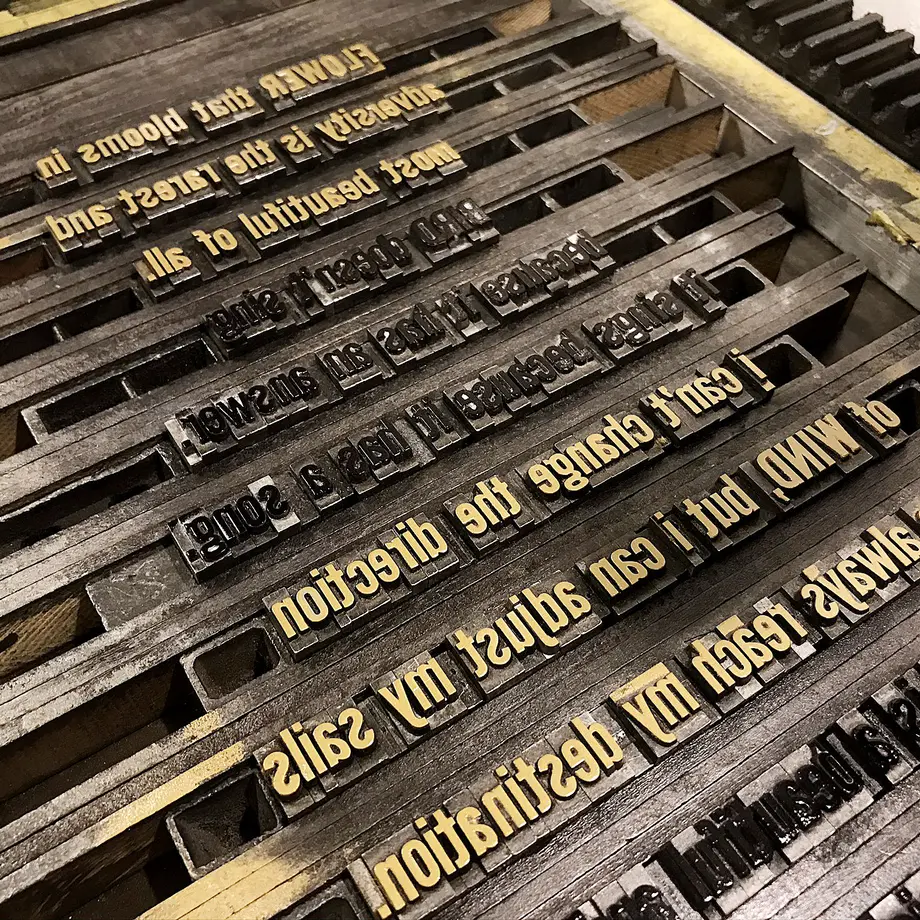 FLOWER that blooms in
adversity is the rarest and
most beautiful of all.
BIRD doesn't sing
because it has an answer.
it sings because it has a song.
i can't change the direction
of WIND, but i can adjust my sails
always reach my destination.
a beautiful